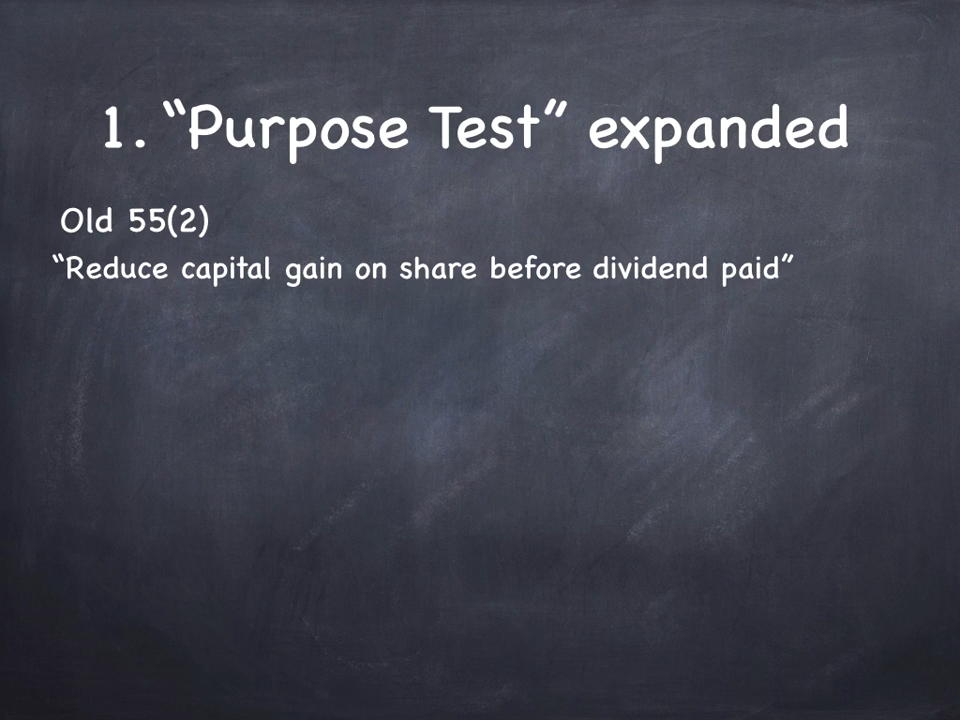 1. “Purpose Test” expanded
Old 55(2)
“Reduce capital gain on share before dividend paid”